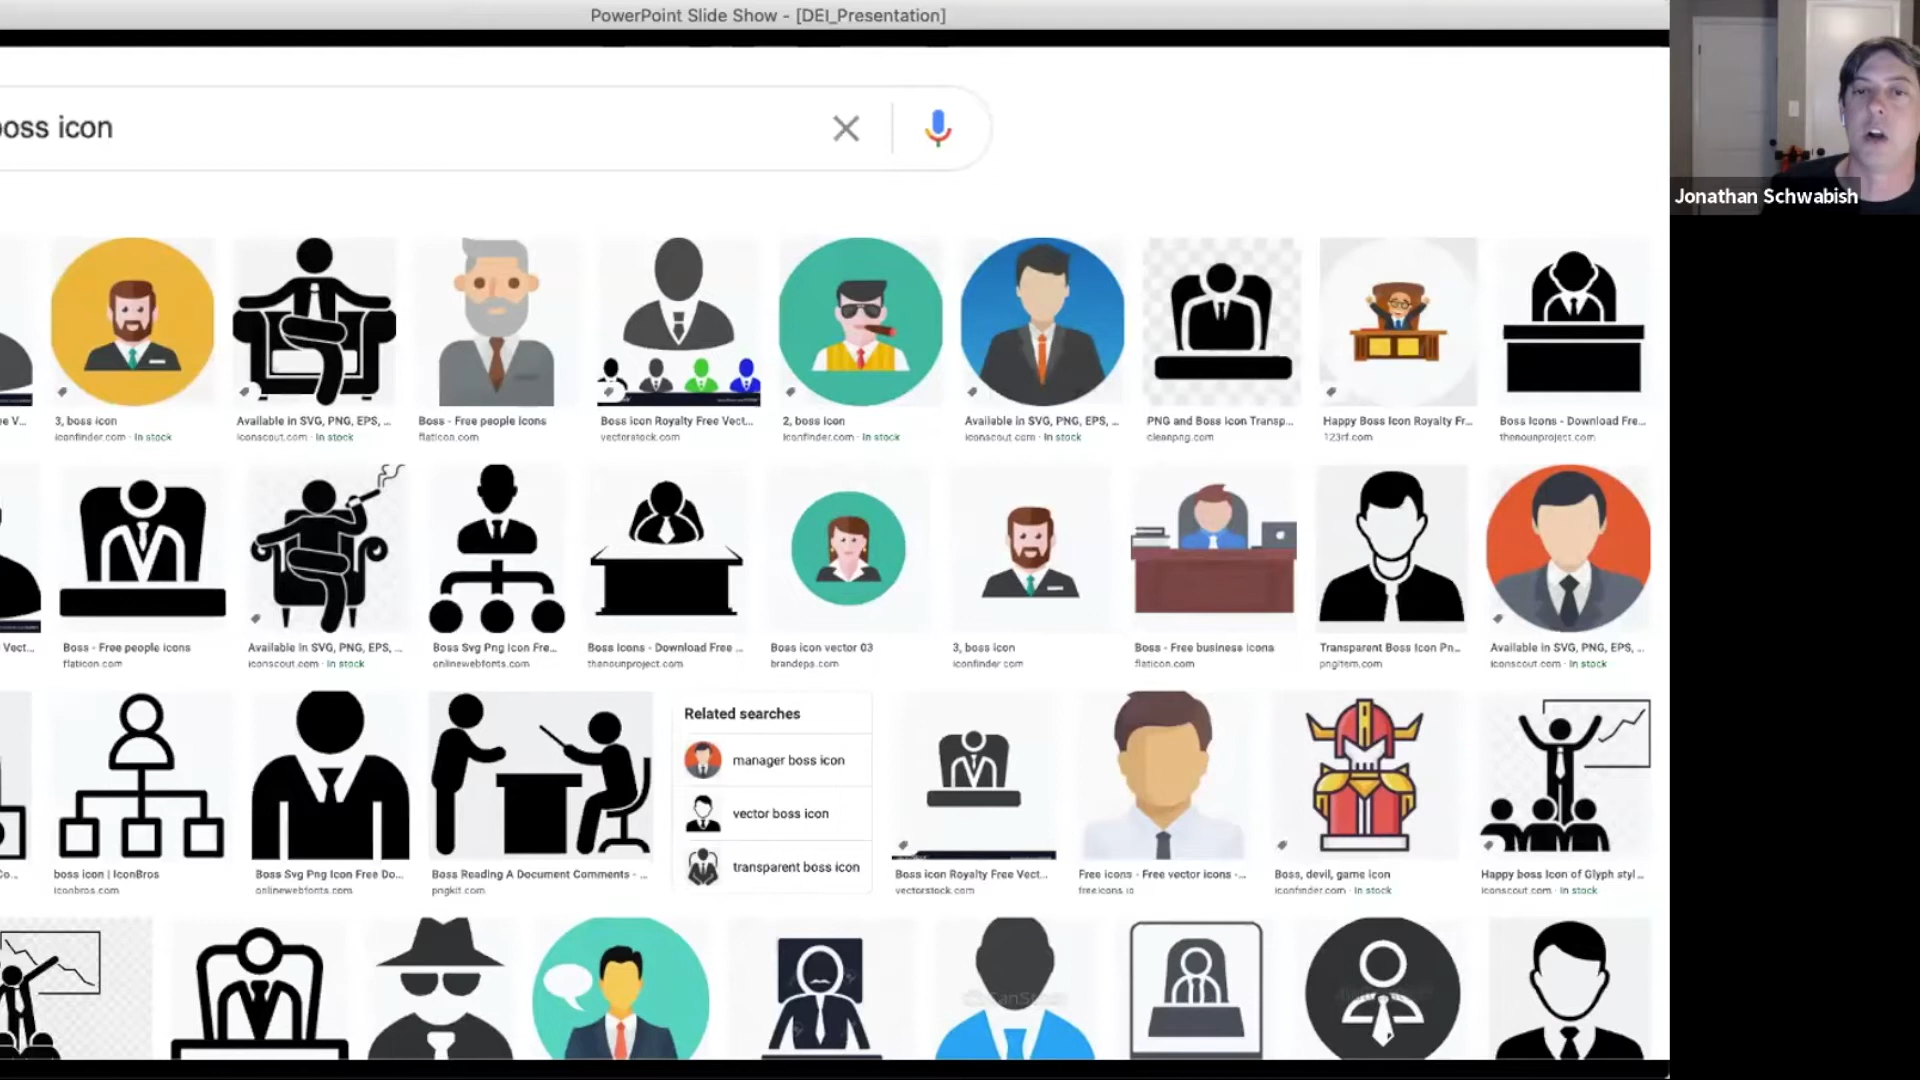 PowerPoint Slide Show - [DEI_Presentation]
oss icon
Jonathan Schwabish
e V...
3, boss icon
iconfinder.com · In stock
Available in SVG, PNG, EPS, ...
iconscout.com · In stock
Boss - Free people icons
flaticon.com
Boss icon Royalty Free Vect...
vectorstock.com
2, boss icon
iconfinder.com · In stock
Available in SVG, PNG, EPS, ...
iconscout.com · In stock
PNG and Boss Icon Transp...
cleanpng.com
Happy Boss Icon Royalty Fr...
123rf.com
Boss Icons - Download Fre...
thenounproject.com
Vect...
Boss - Free people icons
flaticon.com
Available in SVG, PNG, EPS, ...
iconscout.com · In stock
Boss Svg Png Icon Fre...
onlinewebfonts.com
Boss Icons - Download Free ...
thenounproject.com
Boss icon vector 03
brandeps.com
3, boss icon
iconfinder.com
Boss - Free business icons
flaticon.com
Transparent Boss Icon Pn...
pngitem.com
Available in SVG, PNG, EPS, ...
iconscout.com · In stock
Co...
boss icon | IconBros
iconbros.com
Boss Svg Png Icon Free Do...
onlinewebfonts.com
Boss Reading A Document Comments - ...
pngkit.com
Related searches
manager boss icon
vector boss icon
transparent boss icon
Boss icon Royalty Free Vect...
vectorstock.com
Free icons - Free vector icons -...
freeicons.io
Boss, devil, game icon
iconfinder.com · In stock
Happy boss Icon of Glyph styl...
iconscout.com · In stock